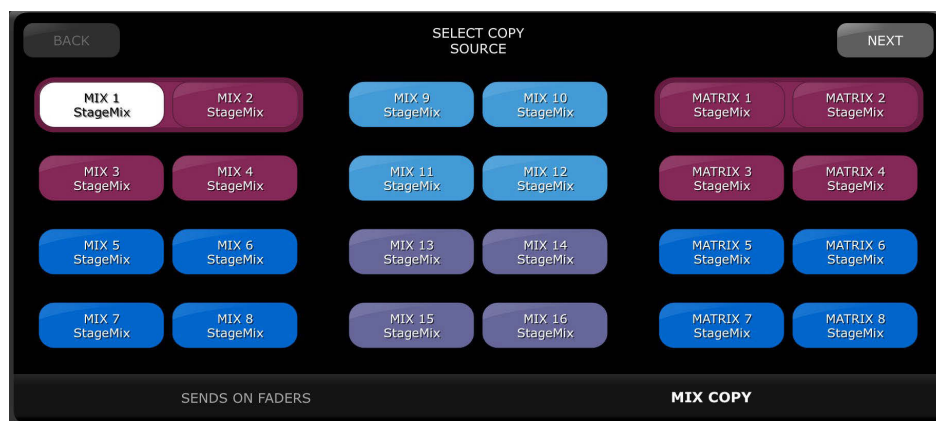 BACK
SELECT COPY
SOURCE
NEXT
MIX 1
StageMix
MIX 2
StageMix
MIX 9
StageMix
MIX 10
StageMix
MATRIX 1
StageMix
MATRIX 2
StageMix
MIX 3
StageMix
MIX 4
StageMix
MIX 11
StageMix
MIX 12
StageMix
MATRIX 3
StageMix
MATRIX 4
StageMix
MIX 5
StageMix
MIX 6
StageMix
MIX 13
StageMix
MIX 14
StageMix
MATRIX 5
StageMix
MATRIX 6
StageMix
MIX 7
StageMix
MIX 8
StageMix
MIX 15
StageMix
MIX 16
StageMix
MATRIX 7
StageMix
MATRIX 8
StageMix
SENDS ON FADERS
MIX COPY